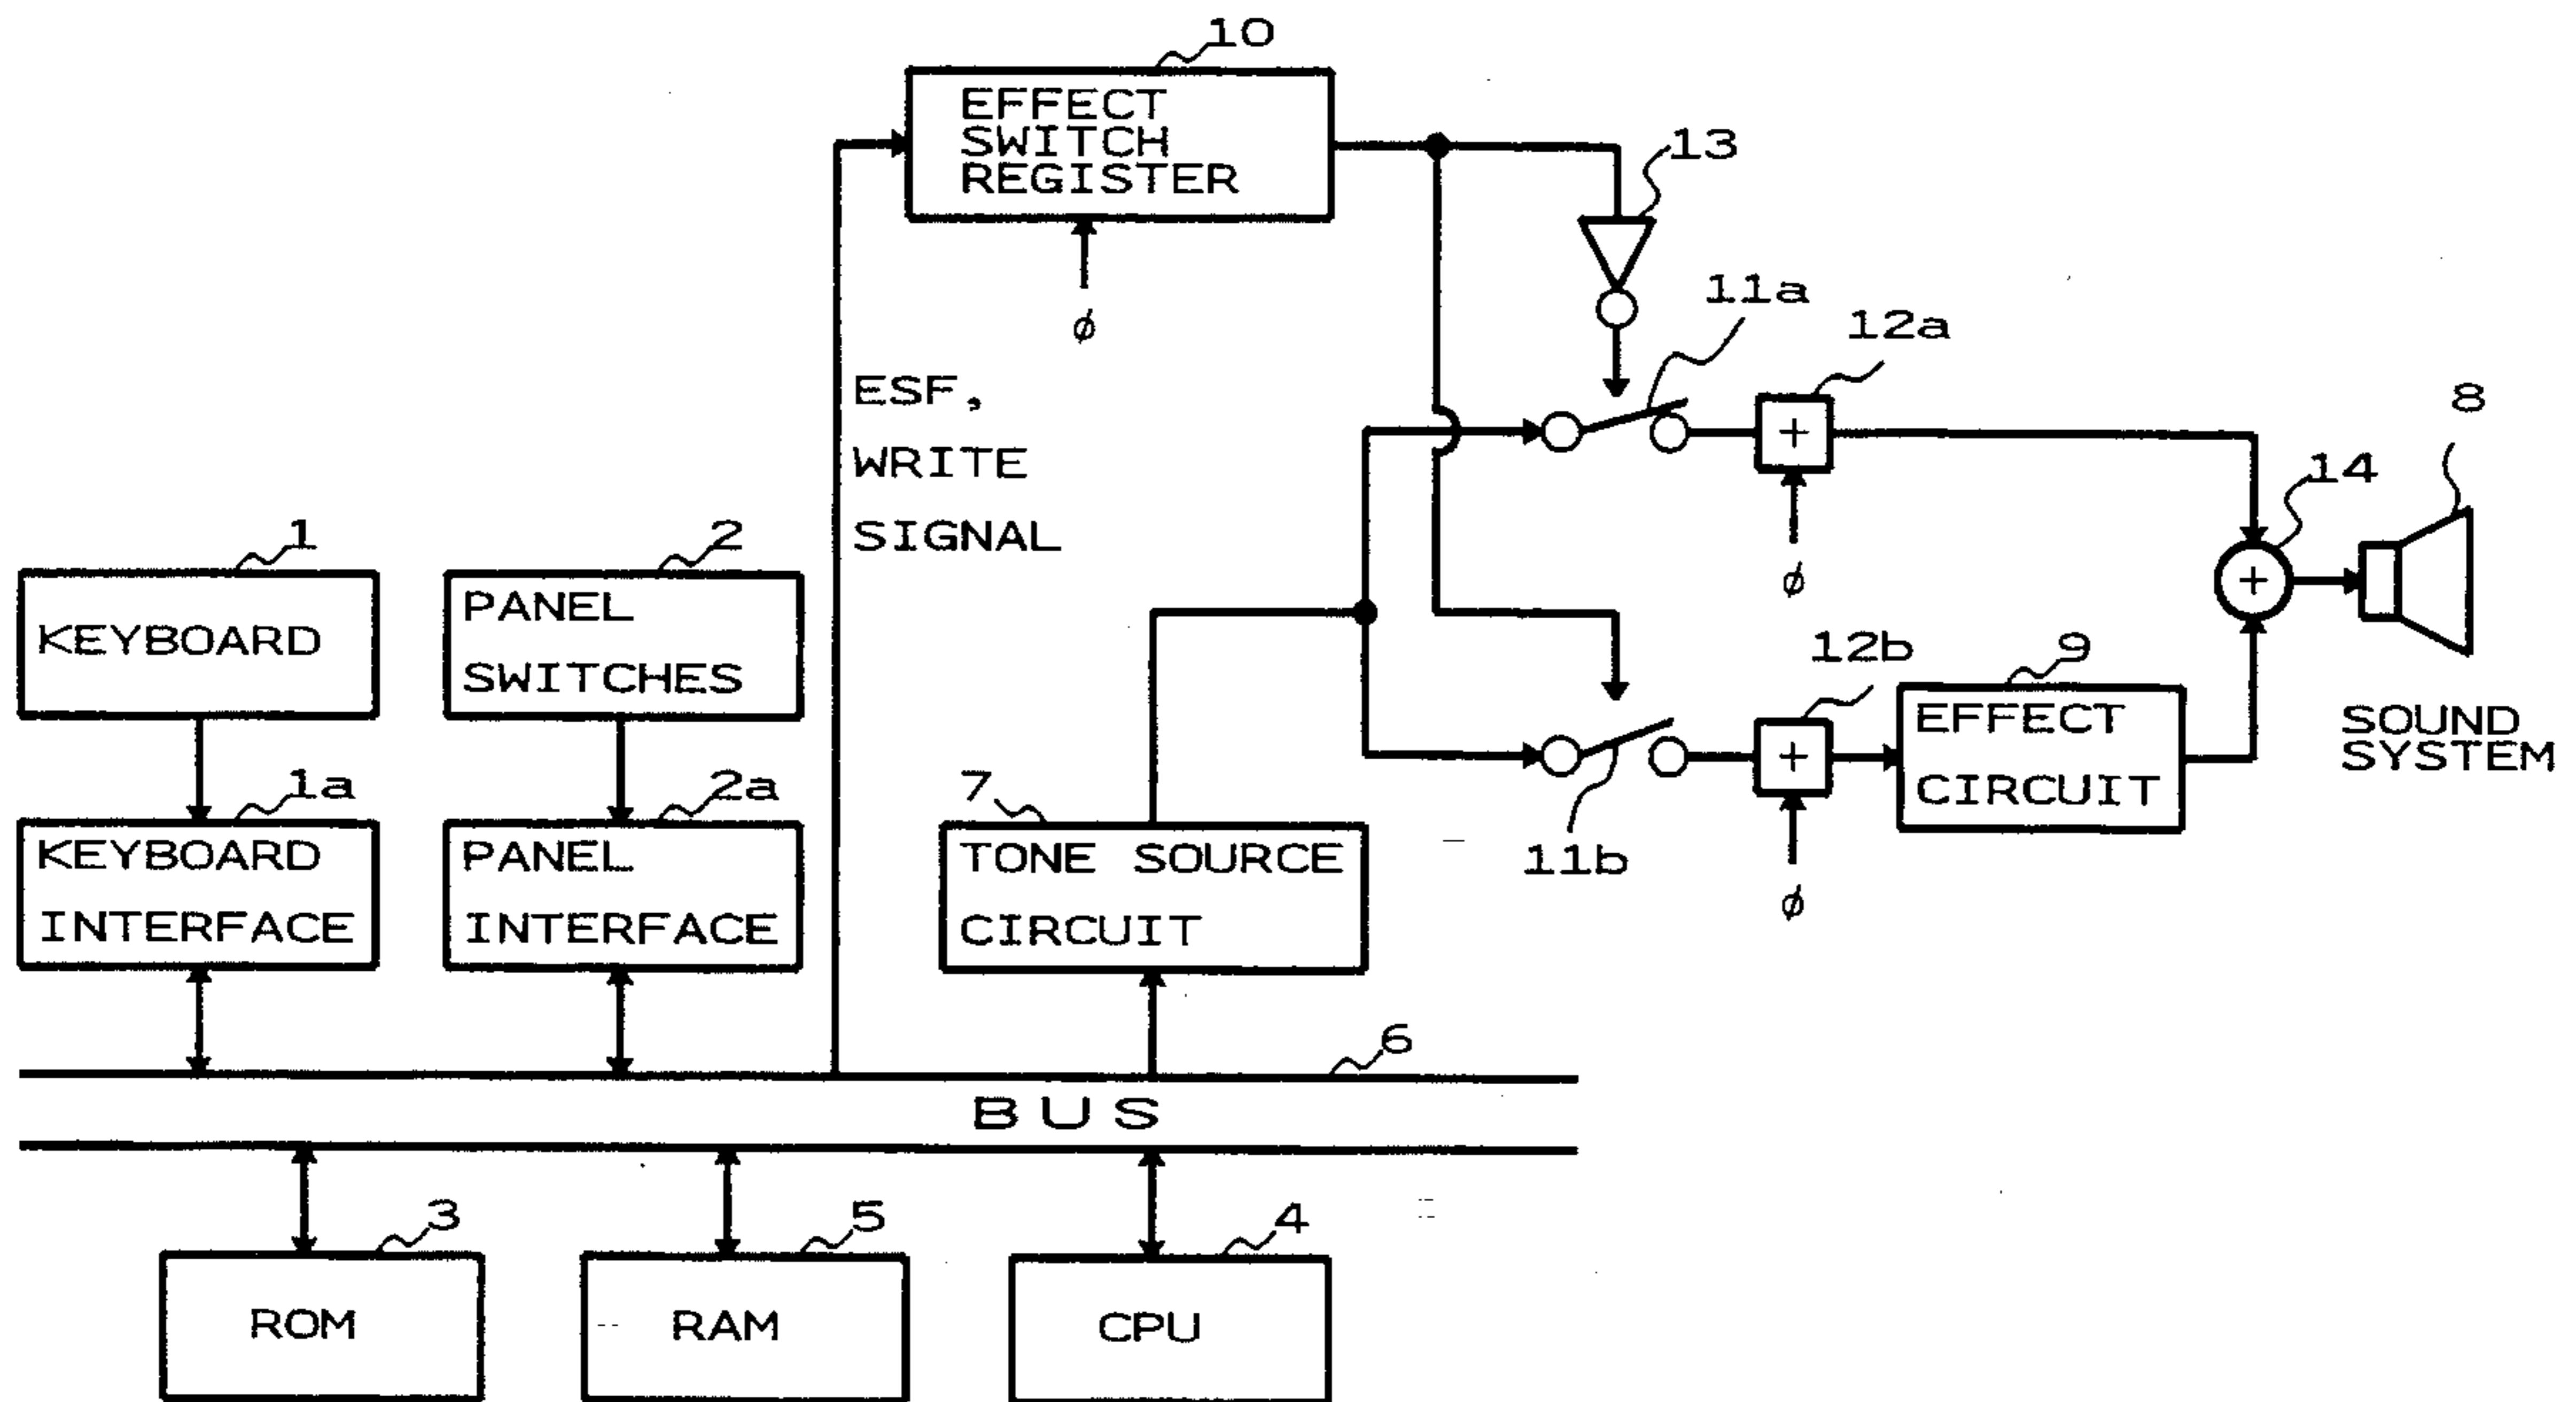 10
EFFECT
SWITCH
REGISTER
13
ø
11a
12a
ESF,
WRITE
SIGNAL
8
14
ø
1
2
KEYBOARD
PANEL
SWITCHES
12b
9
EFFECT
CIRCUIT
SOUND
SYSTEM
1a
2a
7
11b
KEYBOARD
INTERFACE
PANEL
INTERFACE
TONE SOURCE
CIRCUIT
ø
6
BUS
3
5
4
ROM
RAM
CPU